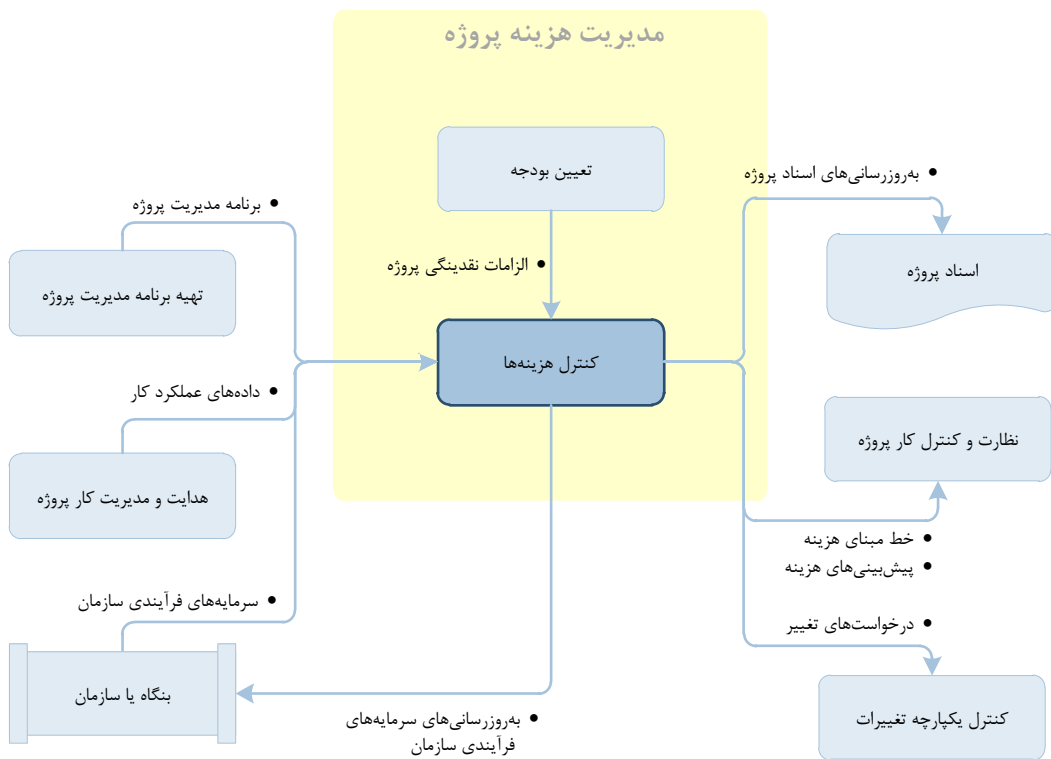 مدیریت هزینه پروژه
تعیین بودجه
• به‌روزرسانی‌های اسناد پروژه
• برنامه مدیریت پروژه
• الزامات نقدینگی پروژه
اسناد پروژه
تهیه برنامه مدیریت پروژه
کنترل هزینه‌ها
• داده‌های عملکرد کار
نظارت و کنترل کار پروژه
هدایت و مدیریت کار پروژه
• خط مبنای هزینه
• پیش‌بینی‌های هزینه
• سرمایه‌های فرآیندی سازمان
• درخواست‌های تغییر
بنگاه یا سازمان
• به‌روزرسانی‌های سرمایه‌های
فرآیندی سازمان
کنترل یکپارچه تغییرات